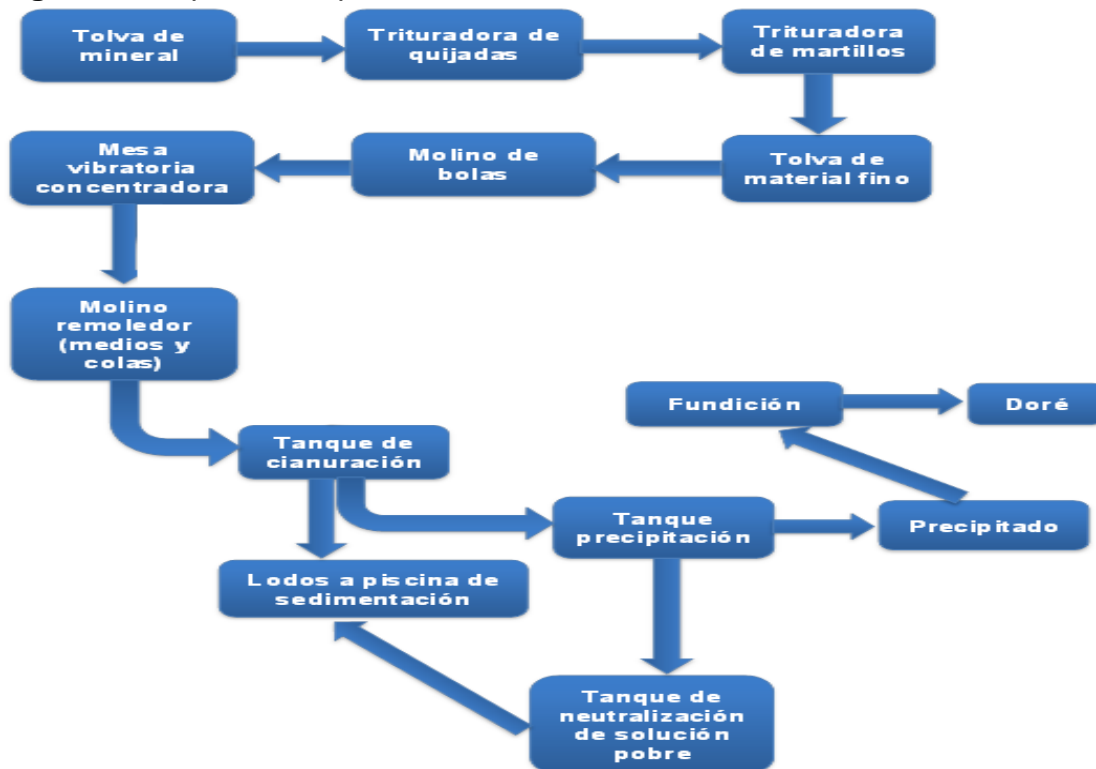 Tolva de
mineral
Trituradora de
quijadas
Trituradora
de martillos
Mesa
vibratoria
concentradora
Molino de
bolas
Tolva de
material fino
Molino
remoledor
(medios y
colas)
Fundición
Doré
Tanque de
cianuración
Tanque
precipitación
Precipitado
Lodos a piscina de
sedimentación
Tanque de
neutralización
de solución
pobre